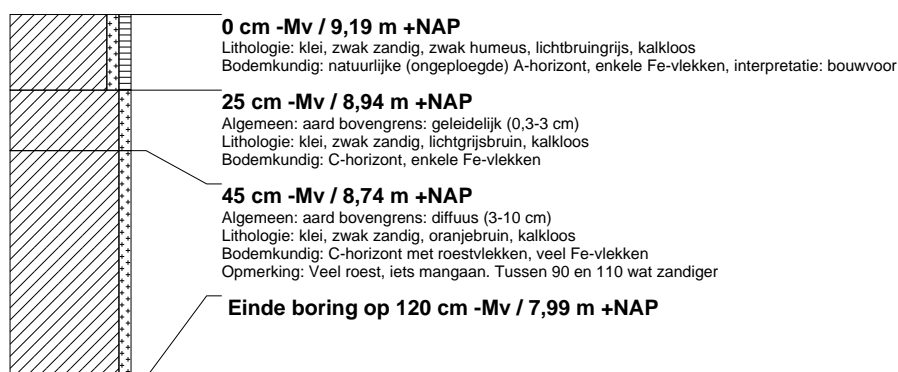 0 cm -Mv / 9,19 m +NAP
Lithologie: klei, zwak zandig, zwak humeus, lichtbruingrijs, kalkloos
Bodemkundig: natuurlijke (ongeploegde) A-horizont, enkele Fe-vlekken, interpretatie: bouwvoor
25 cm -Mv / 8,94 m +NAP
Algemeen: aard bovengrens: geleidelijk (0,3-3 cm)
Lithologie: klei, zwak zandig, lichtgrijsbruin, kalkloos
Bodemkundig: C-horizont, enkele Fe-vlekken
45 cm -Mv / 8,74 m +NAP
Algemeen: aard bovengrens: diffuus (3-10 cm)
Lithologie: klei, zwak zandig, oranjebruin, kalkloos
Bodemkundig: C-horizont met roestvlekken, veel Fe-vlekken
Opmerking: Veel roest, iets mangaan. Tussen 90 en 110 wat zandiger
Einde boring op 120 cm -Mv / 7,99 m +NAP